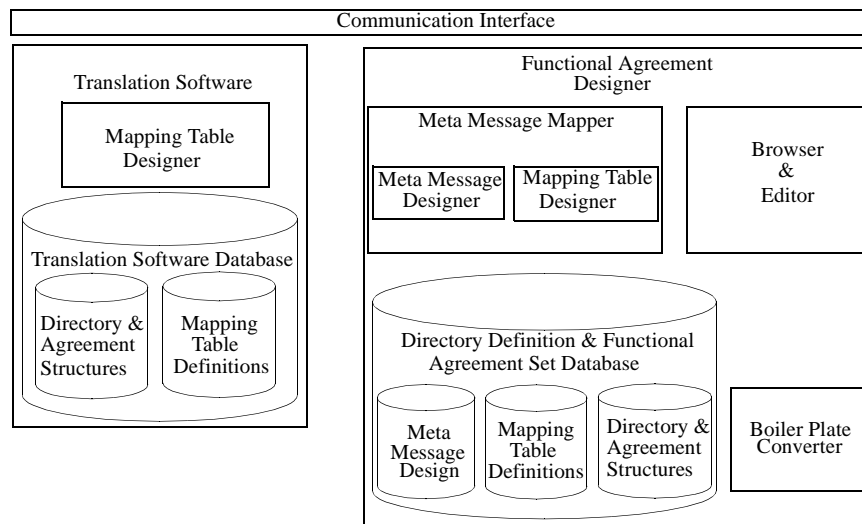 Communication Interface
Translation Software
Mapping Table
Designer
Translation Software Database
Directory &
Agreement
Structures
Mapping
Table
Definitions
Functional Agreement
Designer
Meta Message Mapper
Meta Message
Designer
Mapping Table
Designer
Browser
&
Editor
Directory Definition & Functional
Agreement Set Database
Meta
Message
Design
Mapping
Table
Definitions
Directory &
Agreement
Structures
Boiler Plate
Converter